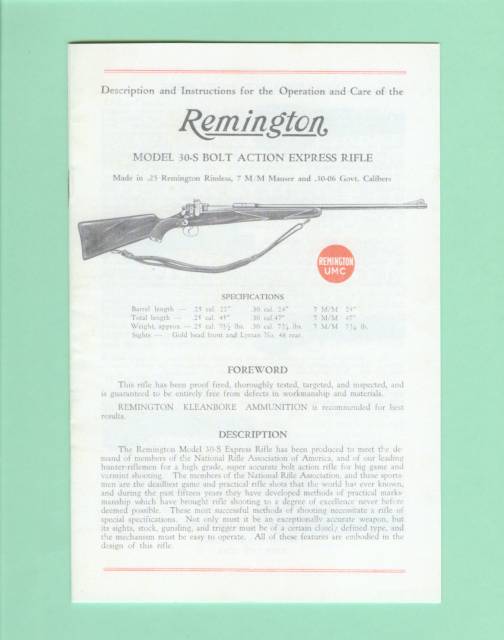 Description and Instructions for the Operation and Care of the
Remington
MODEL 30-S BOLT ACTION EXPRESS RIFLE
Made in .25 Remington Rimless, 7 M/M Mauser and .30-06 Govt. Calibers
REMINGTON
UMC
SPECIFICATIONS
Barrel length — .25 cal. 22" .30 cal. 24" 7 M/M 24"
Total length — .25 cal. 45" .30 cal. 47" 7 M/M 47"
Weight, approx. — .25 cal. lbs. .30 cal. lbs. 7 M/M lb.
Sights — Gold bead front and Lyman No. 48 rear.
FOREWORD
This rifle has been proof fired, thoroughly tested, targeted, and inspected, and
is guaranteed to be entirely free from defects in workmanship and materials.
REMINGTON KLEANBORE AMMUNITION is recommended for best
results.
DESCRIPTION
The Remington Model 30-S Express Rifle has been produced to meet the de-
mand of members of the National Rifle Association of America, and of our leading
hunter-riflemen for a high grade, super accurate bolt action rifle for big game and
varmint shooting. The members of the National Rifle Association, and these sports-
men are the deadliest game and practical rifle shots that the world has ever known,
and during the past fifteen years they have developed methods of practical marks-
manship which have brought rifle shooting to a degree of excellence never before
deemed possible. These most successful methods of shooting necessitate a rifle of
special specifications. Not only must it be an exceptionally accurate weapon, but
its sights, stock, gunsling, and trigger must be of a certain closely defined type, and
the mechanism must be easy to operate. All of these features are embodied in the
design of this rifle.